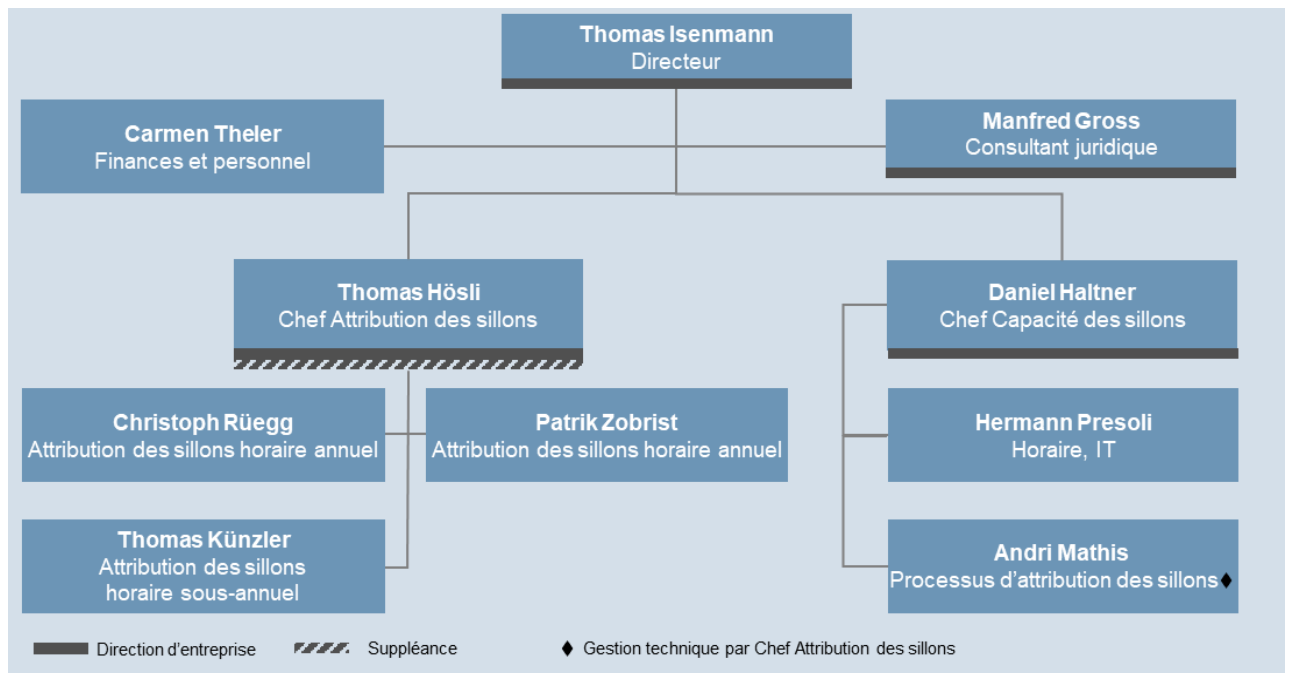 Thomas Isenmann
Directeur
Carmen Theler
Finances et personnel
Manfred Gross
Consultant juridique
Thomas Hösli
Chef Attribution des sillons
Daniel Haltner
Chef Capacité des sillons
Christoph Rüegg
Attribution des sillons horaire annuel
Patrik Zobrist
Attribution des sillons horaire annuel
Hermann Presoli
Horaire, IT
Thomas Künzler
Attribution des sillons
horaire sous-annuel
Andri Mathis
Processus d'attribution des sillons♦
Direction d'entreprise
Suppléance
♦ Gestion technique par Chef Attribution des sillons